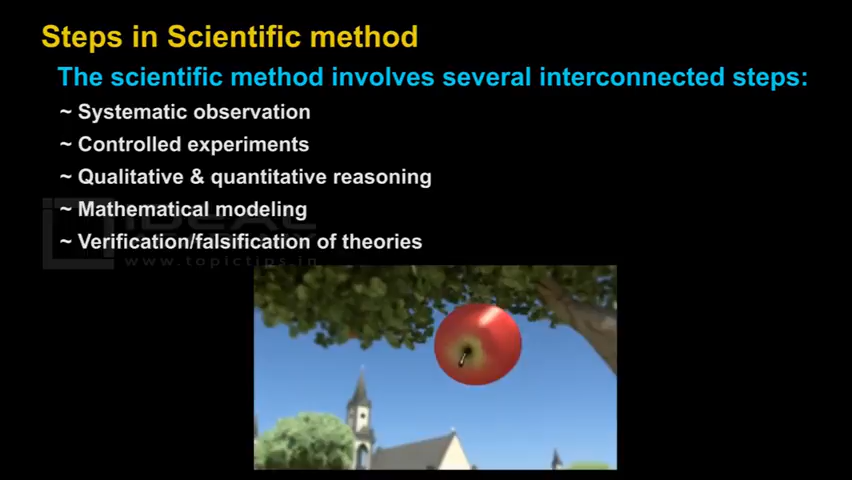 Steps in Scientific method
The scientific method involves several interconnected steps:
~ Systematic observation
~ Controlled experiments
~ Qualitative & quantitative reasoning
~ Mathematical modeling
~ Verification/falsification of theories
www.topictips.in